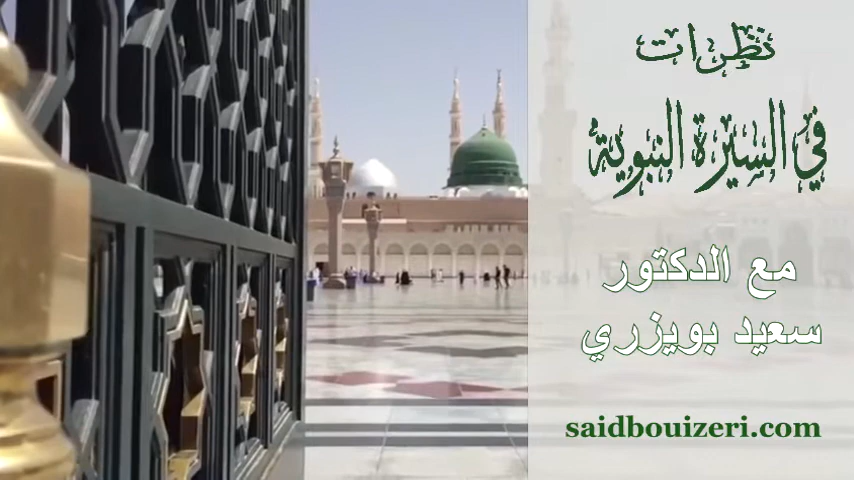 نظرات
في السيرة النبوية
مع الدكتور
سعيد بويزري
saidbouizeri.com